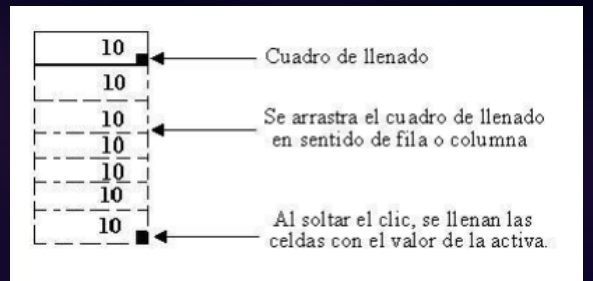 10
Cuadro de llenado
10
10
Se arrastra el cuadro de llenado
en sentido de fila o columna
10
10
10
10
Al soltar el clic, se llenan las
celdas con el valor de la activa.